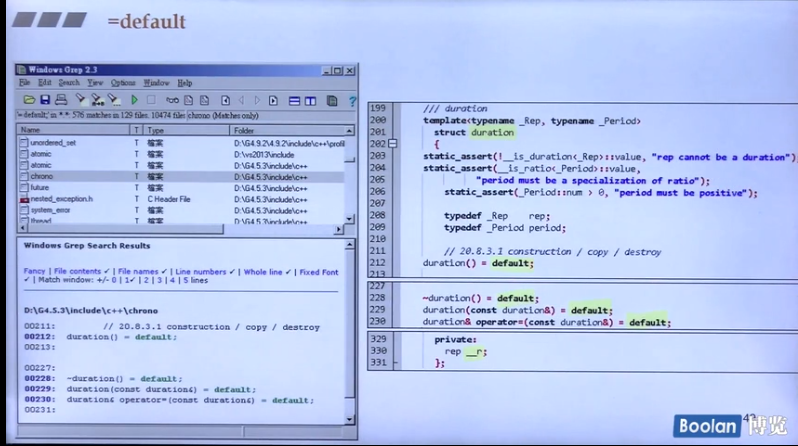 =default
Windows Grep 2.3
File Edit Search View Options Window Help
'=default;' in *.*: 576 matches in 129 files. 10474 files (chrono (Matches only)
Name T Type Folder
unordered_set T 檔案 D:\G4.9.2\4.9.2\include\c++\profil
atomic T 檔案 D:\vs2013\include
atomic T 檔案 D:\G4.5.3\include\c++
chrono T 檔案 D:\G4.5.3\include\c++
future T 檔案 D:\G4.5.3\include\c++
nested_exception.h T C Header File D:\G4.5.3\include\c++
system_error T 檔案 D:\G4.5.3\include\c++
thread T 檔案 D:\G4.5.3\include\c++
Windows Grep Search Results
Fancy | File contents ✓ | File names ✓ | Line numbers ✓ | Whole line ✓ | Fixed Font
✓ | Match window: +/- 0 | 1✓ | 2 | 3 | 4 | 5 lines
D:\G4.5.3\include\c++\chrono
00211: // 20.8.3.1 construction / copy / destroy
00212: duration() = default;
00213:
00227:
00228: ~duration() = default;
00229: duration(const duration&) = default;
00230: duration& operator=(const duration&) = default;
00231:
199 /// duration
200 template<typename _Rep, typename _Period>
201 struct duration
202 {
203 static_assert(!__is_duration<_Rep>::value, "rep cannot be a duration");
204 static_assert(__is_ratio<_Period>::value,
205 "period must be a specialization of ratio");
206 static_assert(_Period::num > 0, "period must be positive");
207
208 typedef _Rep rep;
209 typedef _Period period;
210
211 // 20.8.3.1 construction / copy / destroy
212 duration() = default;
213
227
228 ~duration() = default;
229 duration(const duration&) = default;
230 duration& operator=(const duration&) = default;
329 private:
330 rep __r;
331 };
Boolan 博览